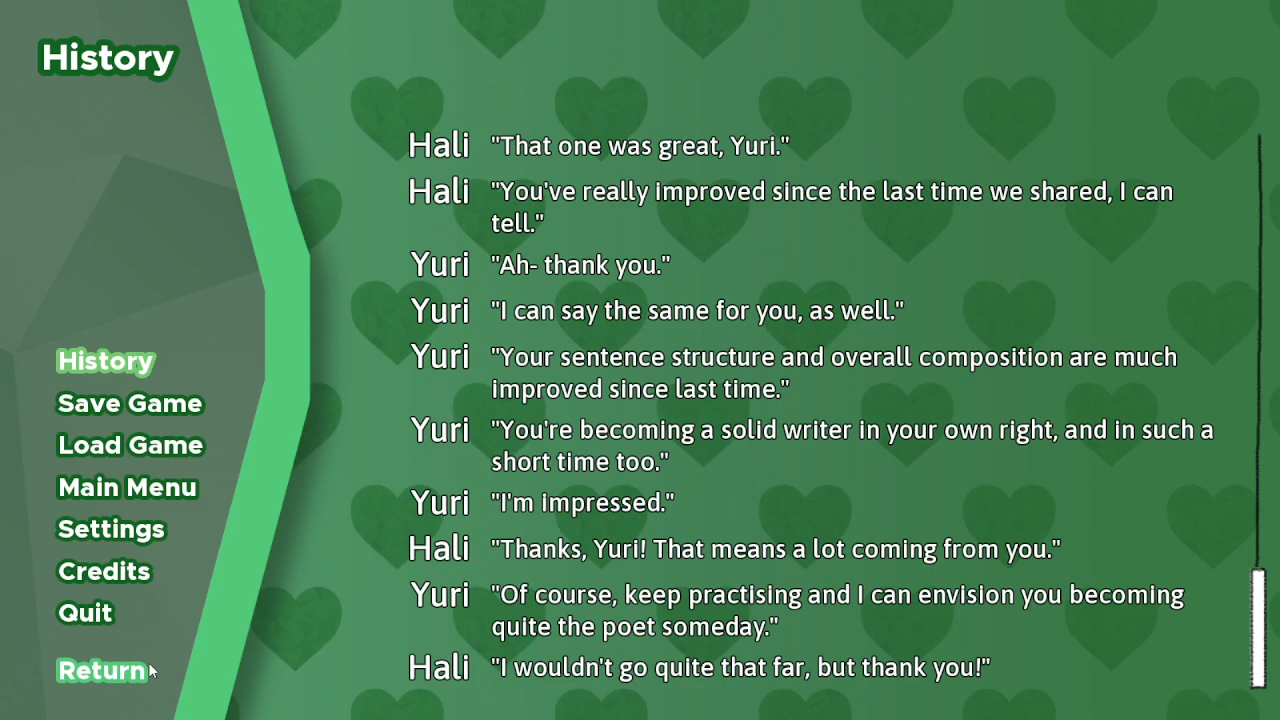 History
Hali "That one was great, Yuri."
Hali "You've really improved since the last time we shared, I can
tell."
Yuri "Ah- thank you."
Yuri "I can say the same for you, as well."
Yuri "Your sentence structure and overall composition are much
improved since last time."
Yuri "You're becoming a solid writer in your own right, and in such a
short time too."
Yuri "I'm impressed."
Hali "Thanks, Yuri! That means a lot coming from you."
Yuri "Of course, keep practising and I can envision you becoming
quite the poet someday."
Hali "I wouldn't go quite that far, but thank you!"
History
Save Game
Load Game
Main Menu
Settings
Credits
Quit
Return